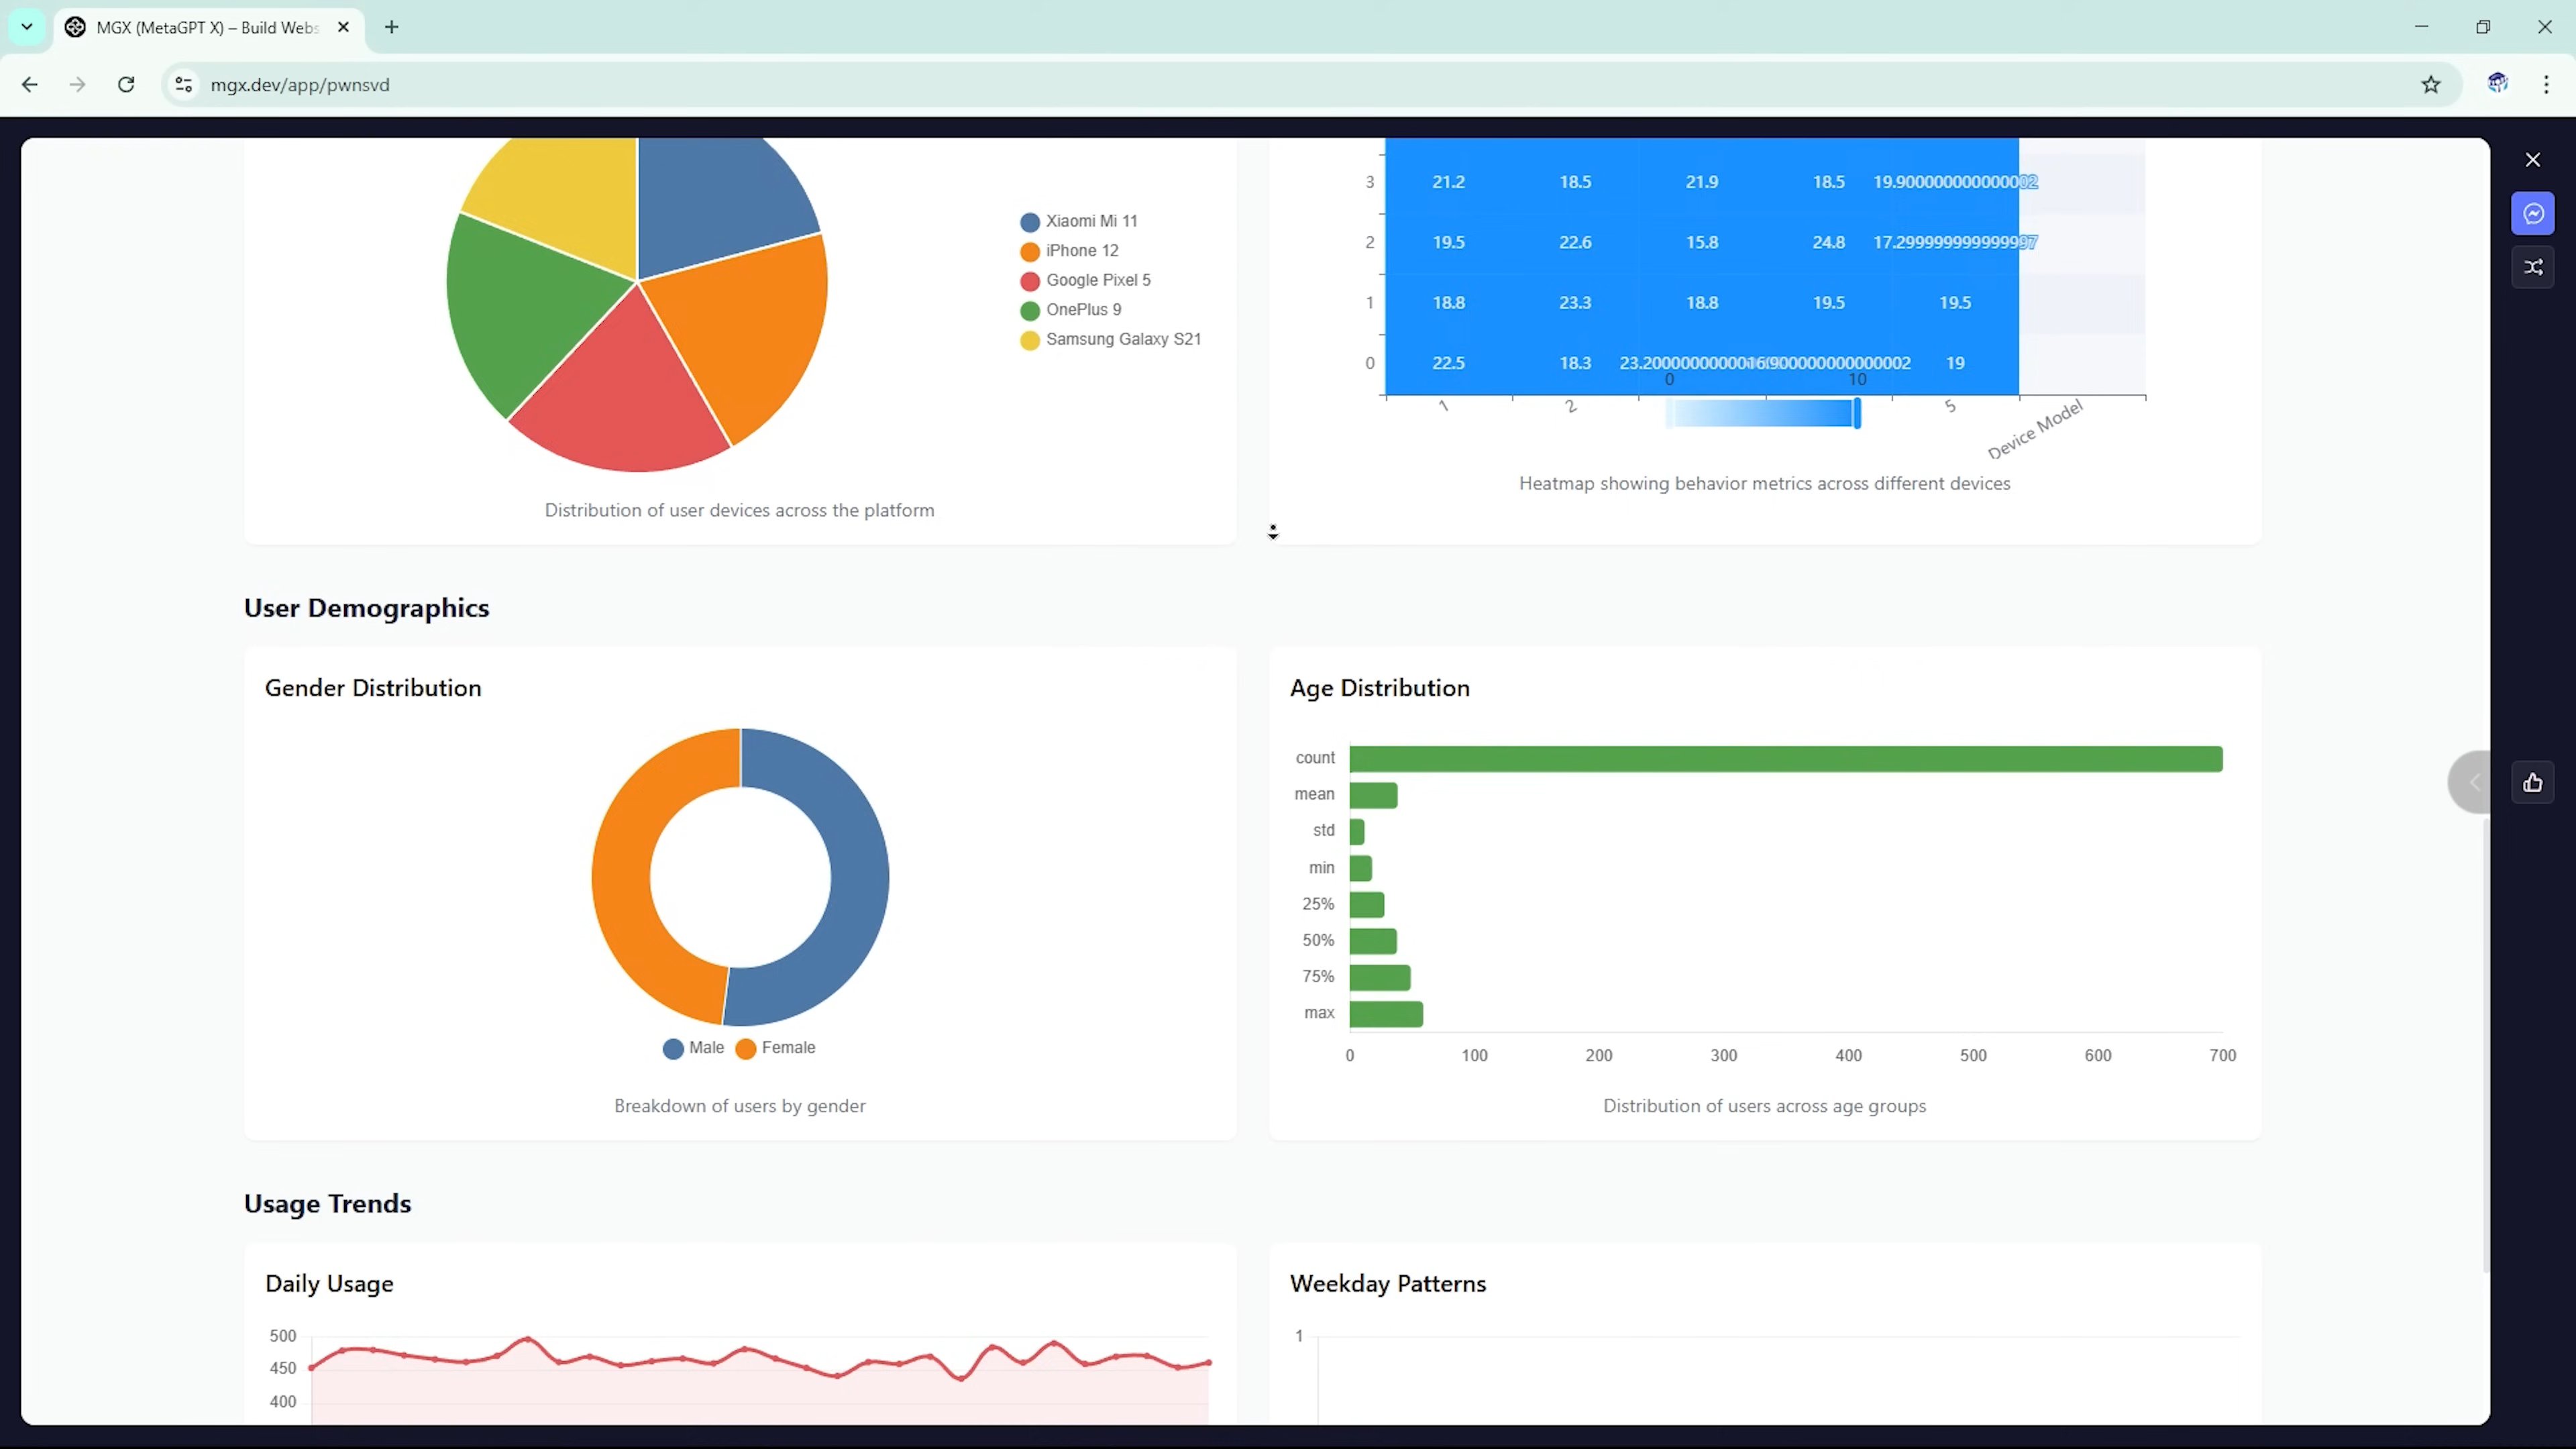 MGX (MetaGPT X) – Build Webs
mgx.dev/app/pwnsvd
Xiaomi Mi 11
iPhone 12
Google Pixel 5
OnePlus 9
Samsung Galaxy S21
Distribution of user devices across the platform
3 21.2 18.5 21.9 18.5 19.900000000000002
2 19.5 22.6 15.8 24.8 17.299999999999997
1 18.8 23.3 18.8 19.5 19.5
0 22.5 18.3 19
0 10
1 2 5 Device Model
Heatmap showing behavior metrics across different devices
User Demographics
Gender Distribution
Male Female
Breakdown of users by gender
Age Distribution
count
mean
std
min
25%
50%
75%
max
0 100 200 300 400 500 600 700
Distribution of users across age groups
Usage Trends
Daily Usage
500
450
400
Weekday Patterns
1